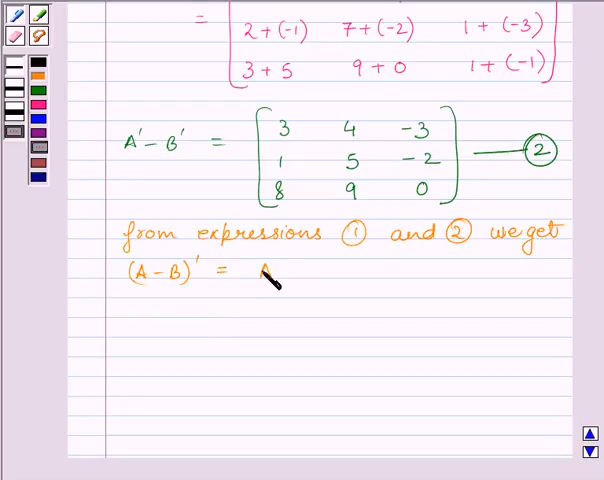 =
2 + (-1) 7 + (-2) 1 + (-3)
3 + 5 9 + 0 1 + (-1)
3 4 -3
A' - B' = 1 5 -2 — 2
8 9 0
from expressions 1 and 2 we get
(A - B)' = A